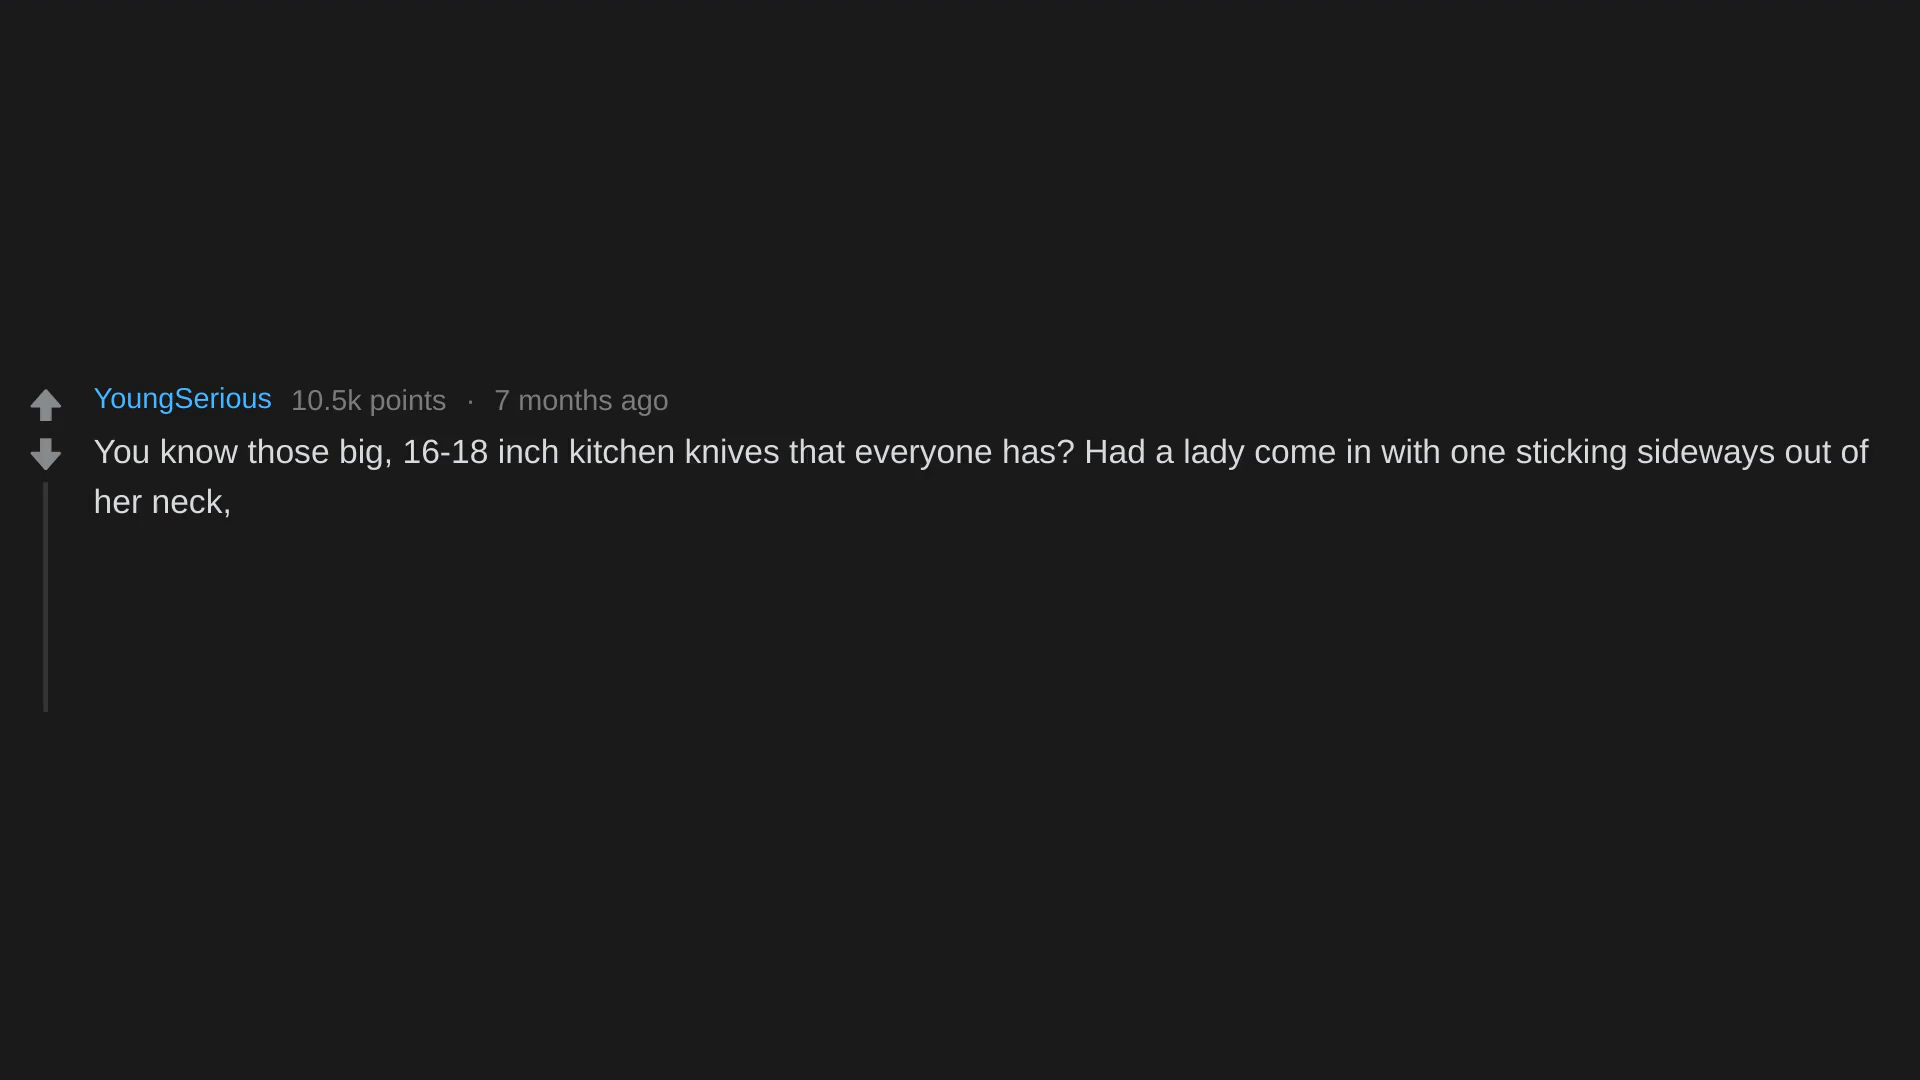 YoungSerious 10.5k points · 7 months ago
You know those big, 16-18 inch kitchen knives that everyone has? Had a lady come in with one sticking sideways out of
her neck,